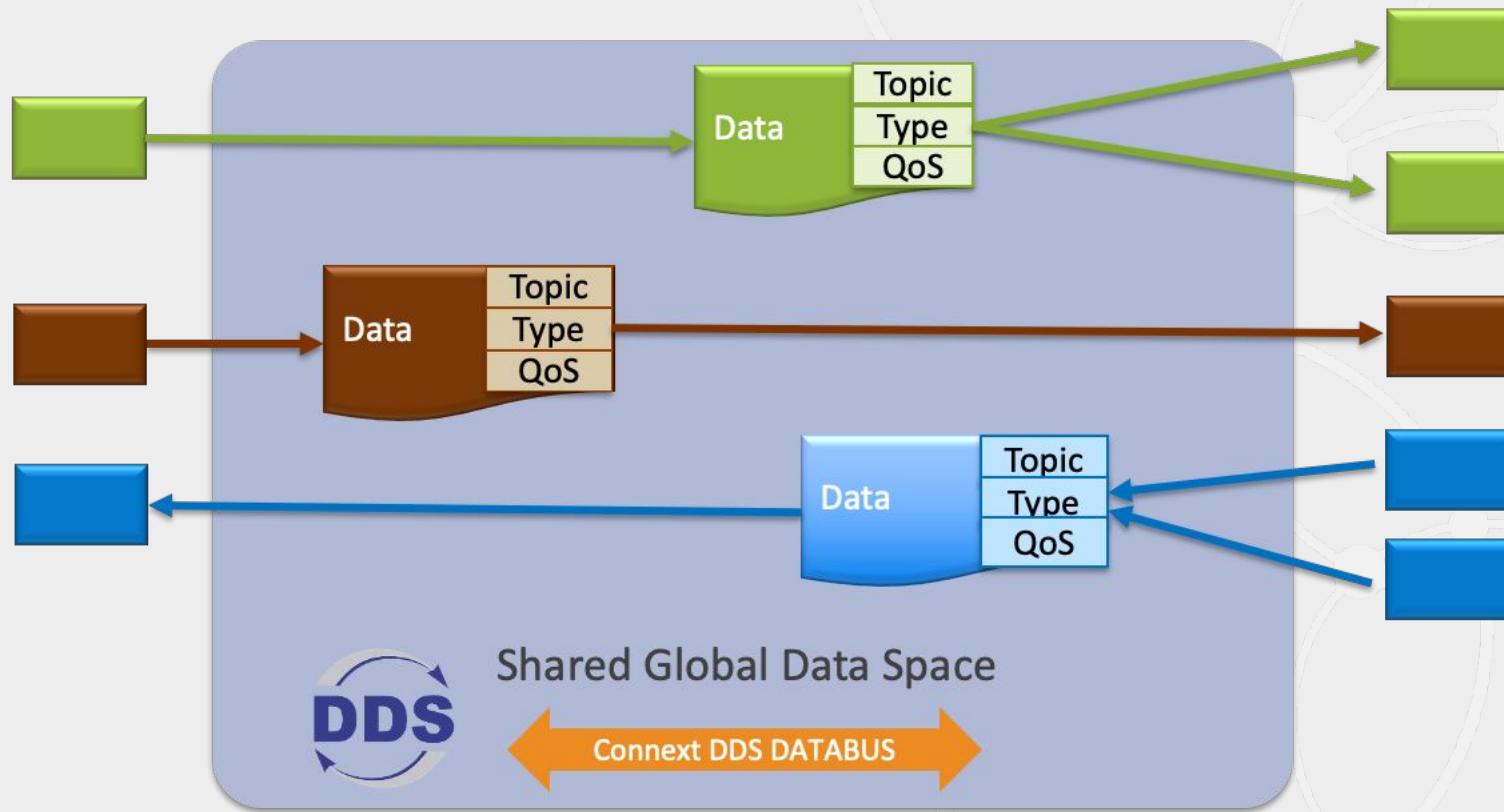 Topic
Data
Type
QoS
Topic
Data
Type
QoS
Topic
Data
Type
QoS
Shared Global Data Space
DDS
Connext DDS DATABUS